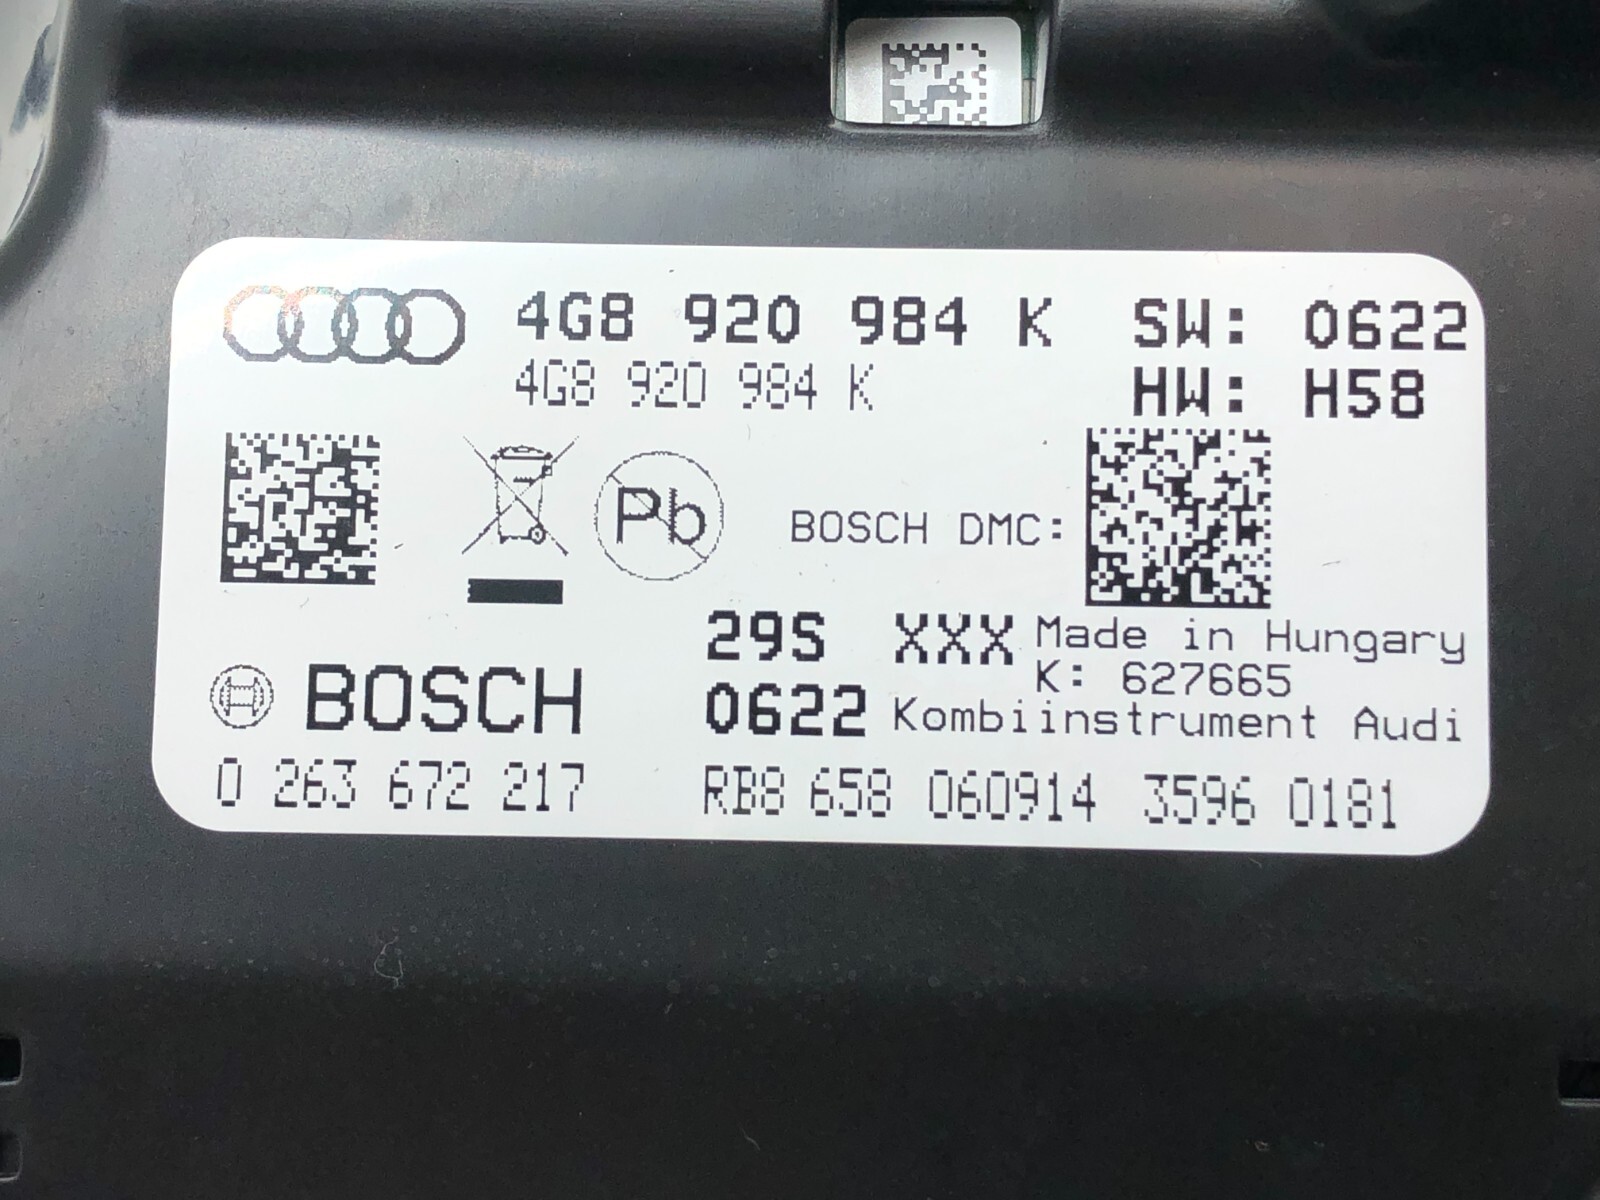 4G8 920 984 K SW: 0622
4G8 920 984 K HW: H58
Pb
BOSCH DMC:
29S XXX Made in Hungary
K: 627665
BOSCH 0622 Kombiinstrument Audi
0 263 672 217 RB8 658 060914 3596 0181